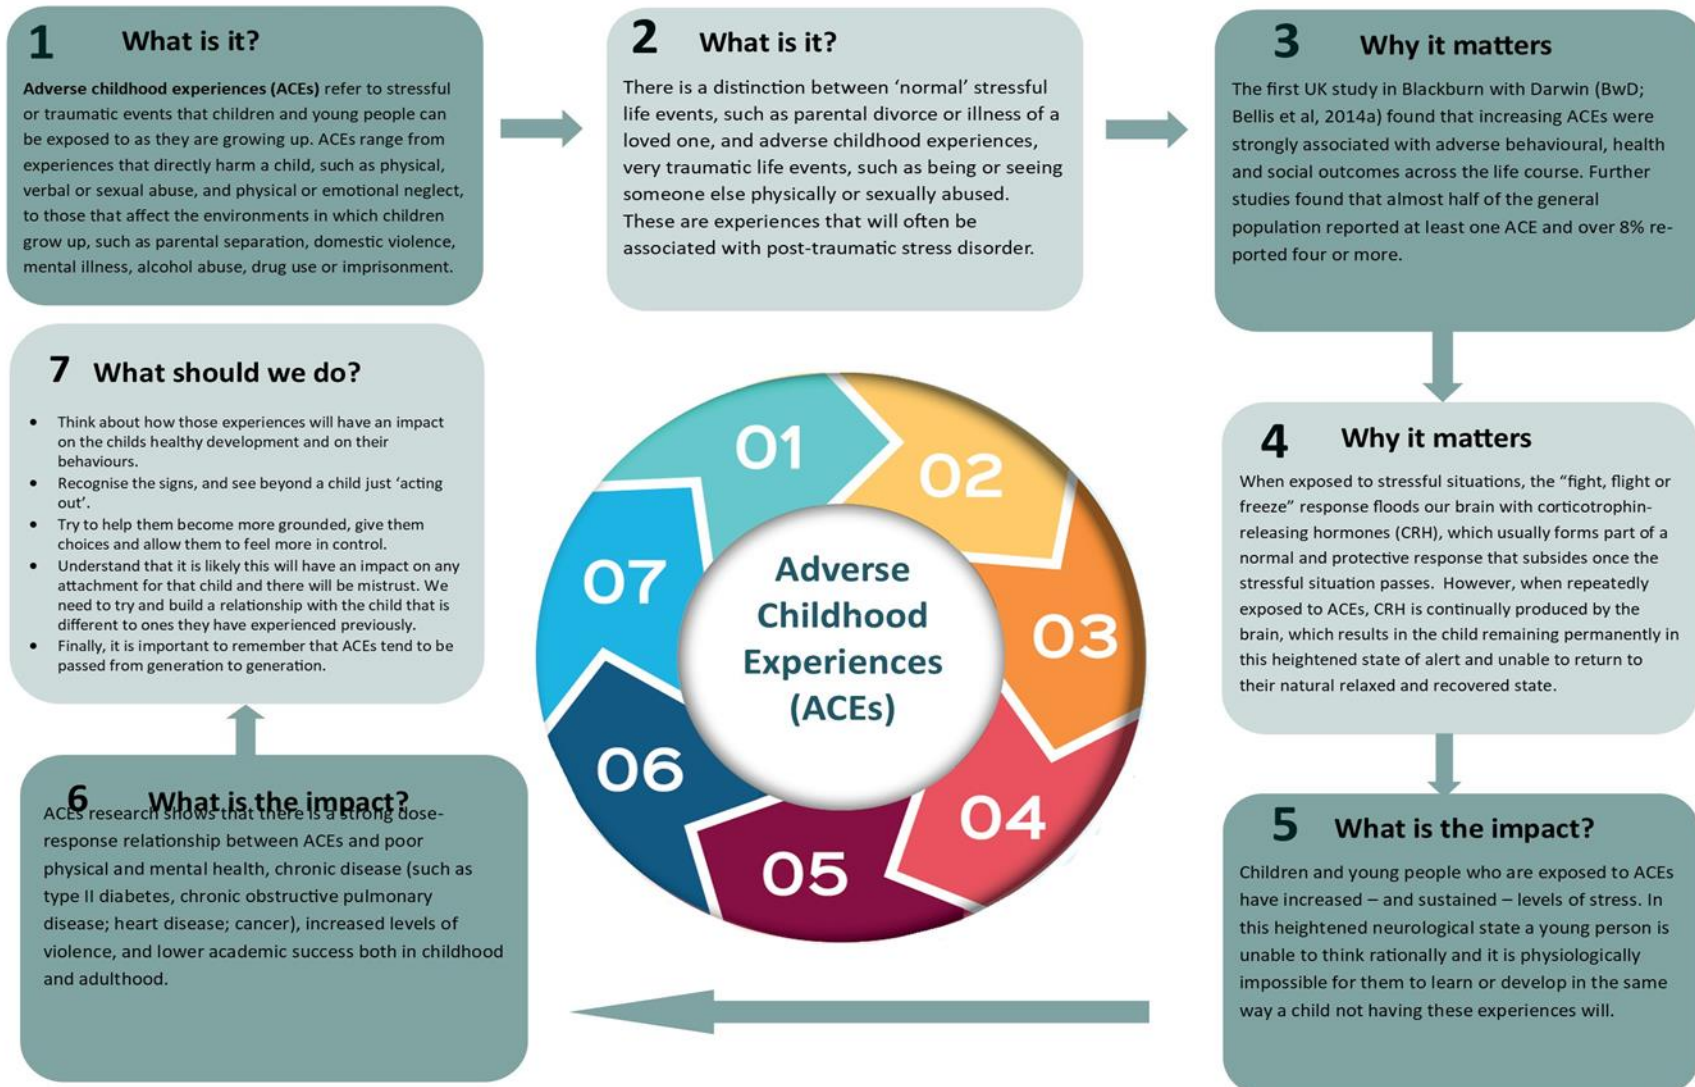 1 What is it?
Adverse childhood experiences (ACEs) refer to stressful
or traumatic events that children and young people can
be exposed to as they are growing up. ACEs range from
experiences that directly harm a child, such as physical,
verbal or sexual abuse, and physical or emotional neglect,
to those that affect the environments in which children
grow up, such as parental separation, domestic violence,
mental illness, alcohol abuse, drug use or imprisonment.
2 What is it?
There is a distinction between ‘normal’ stressful
life events, such as parental divorce or illness of a
loved one, and adverse childhood experiences,
very traumatic life events, such as being or seeing
someone else physically or sexually abused.
These are experiences that will often be
associated with post-traumatic stress disorder.
3 Why it matters
The first UK study in Blackburn with Darwin (BwD;
Bellis et al, 2014a) found that increasing ACEs were
strongly associated with adverse behavioural, health
and social outcomes across the life course. Further
studies found that almost half of the general
population reported at least one ACE and over 8% re-
ported four or more.
4 Why it matters
When exposed to stressful situations, the “fight, flight or
freeze” response floods our brain with corticotrophin-
releasing hormones (CRH), which usually forms part of a
normal and protective response that subsides once the
stressful situation passes. However, when repeatedly
exposed to ACEs, CRH is continually produced by the
brain, which results in the child remaining permanently in
this heightened state of alert and unable to return to
their natural relaxed and recovered state.
5 What is the impact?
Children and young people who are exposed to ACEs
have increased – and sustained – levels of stress. In
this heightened neurological state a young person is
unable to think rationally and it is physiologically
impossible for them to learn or develop in the same
way a child not having these experiences will.
6 What is the impact?
ACEs research shows that there is a strong dose-
response relationship between ACEs and poor
physical and mental health, chronic disease (such as
type II diabetes, chronic obstructive pulmonary
disease; heart disease; cancer), increased levels of
violence, and lower academic success both in childhood
and adulthood.
7 What should we do?
• Think about how those experiences will have an impact
on the childs healthy development and on their
behaviours.
• Recognise the signs, and see beyond a child just ‘acting
out’.
• Try to help them become more grounded, give them
choices and allow them to feel more in control.
• Understand that it is likely this will have an impact on any
attachment for that child and there will be mistrust. We
need to try and build a relationship with the child that is
different to ones they have experienced previously.
• Finally, it is important to remember that ACEs tend to be
passed from generation to generation.
01
02
03
04
05
06
07
Adverse
Childhood
Experiences
(ACEs)